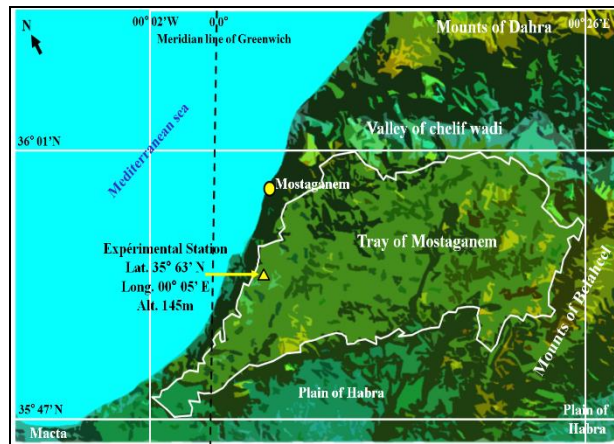 N
00° 02' W
0,0°
00° 26'E
Meridian line of Greenwich
Mounts of Dahra
36° 01'N
Valley of chelif wadi
Mediterranean sea
Mostaganem
Expérimental Station
Lat. 35° 63' N
Long. 00° 05' E
Alt. 145m
Tray of Mostaganem
Mounts of Belahcel
Plain of Habra
35° 47' N
Macta
Plain of
Habra